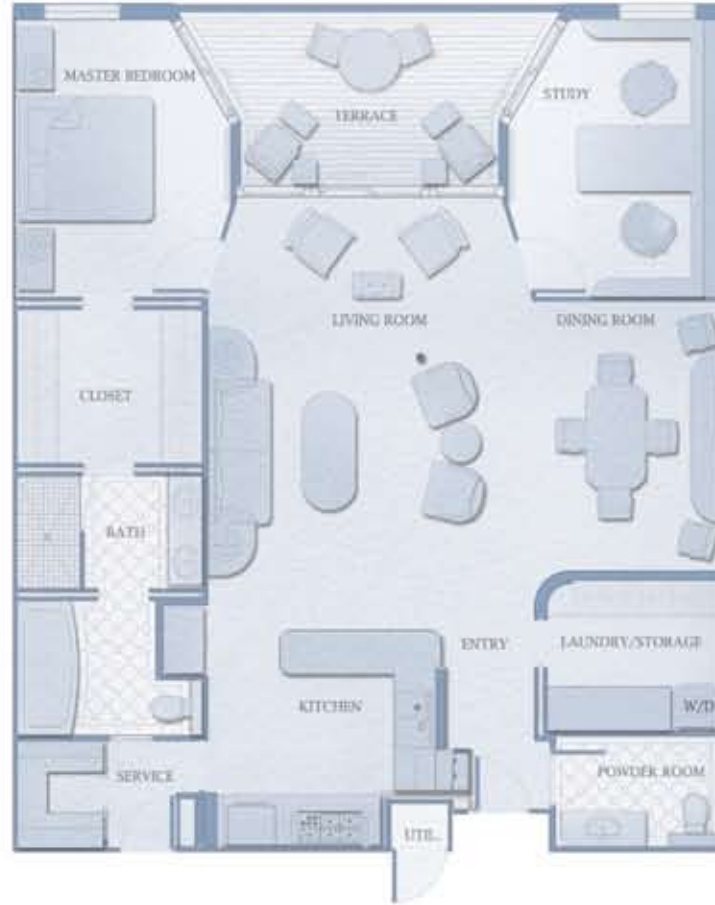 MASTER BEDROOM
STUDY
TERRACE
LIVING ROOM
DINING ROOM
CLOSET
BATH
ENTRY
LAUNDRY/STORAGE
KITCHEN
W/D
SERVICE
POWDER ROOM
UTIL.